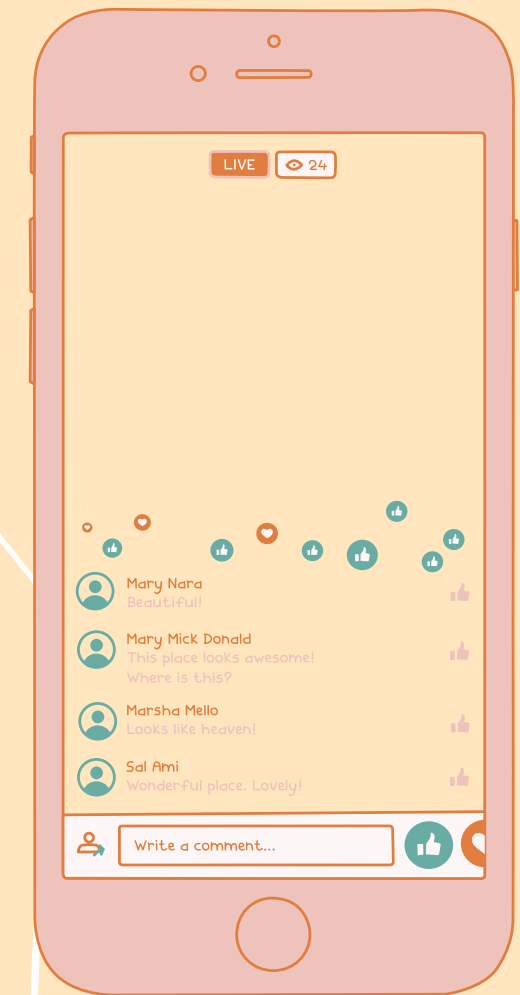 LIVE
24
Mary Nara
Beautiful!
Mary Mick Donald
This place looks awesome!
Where is this?
Marsha Mello
Looks like heaven!
Sal Ami
Wonderful place. Lovely!
Write a comment...